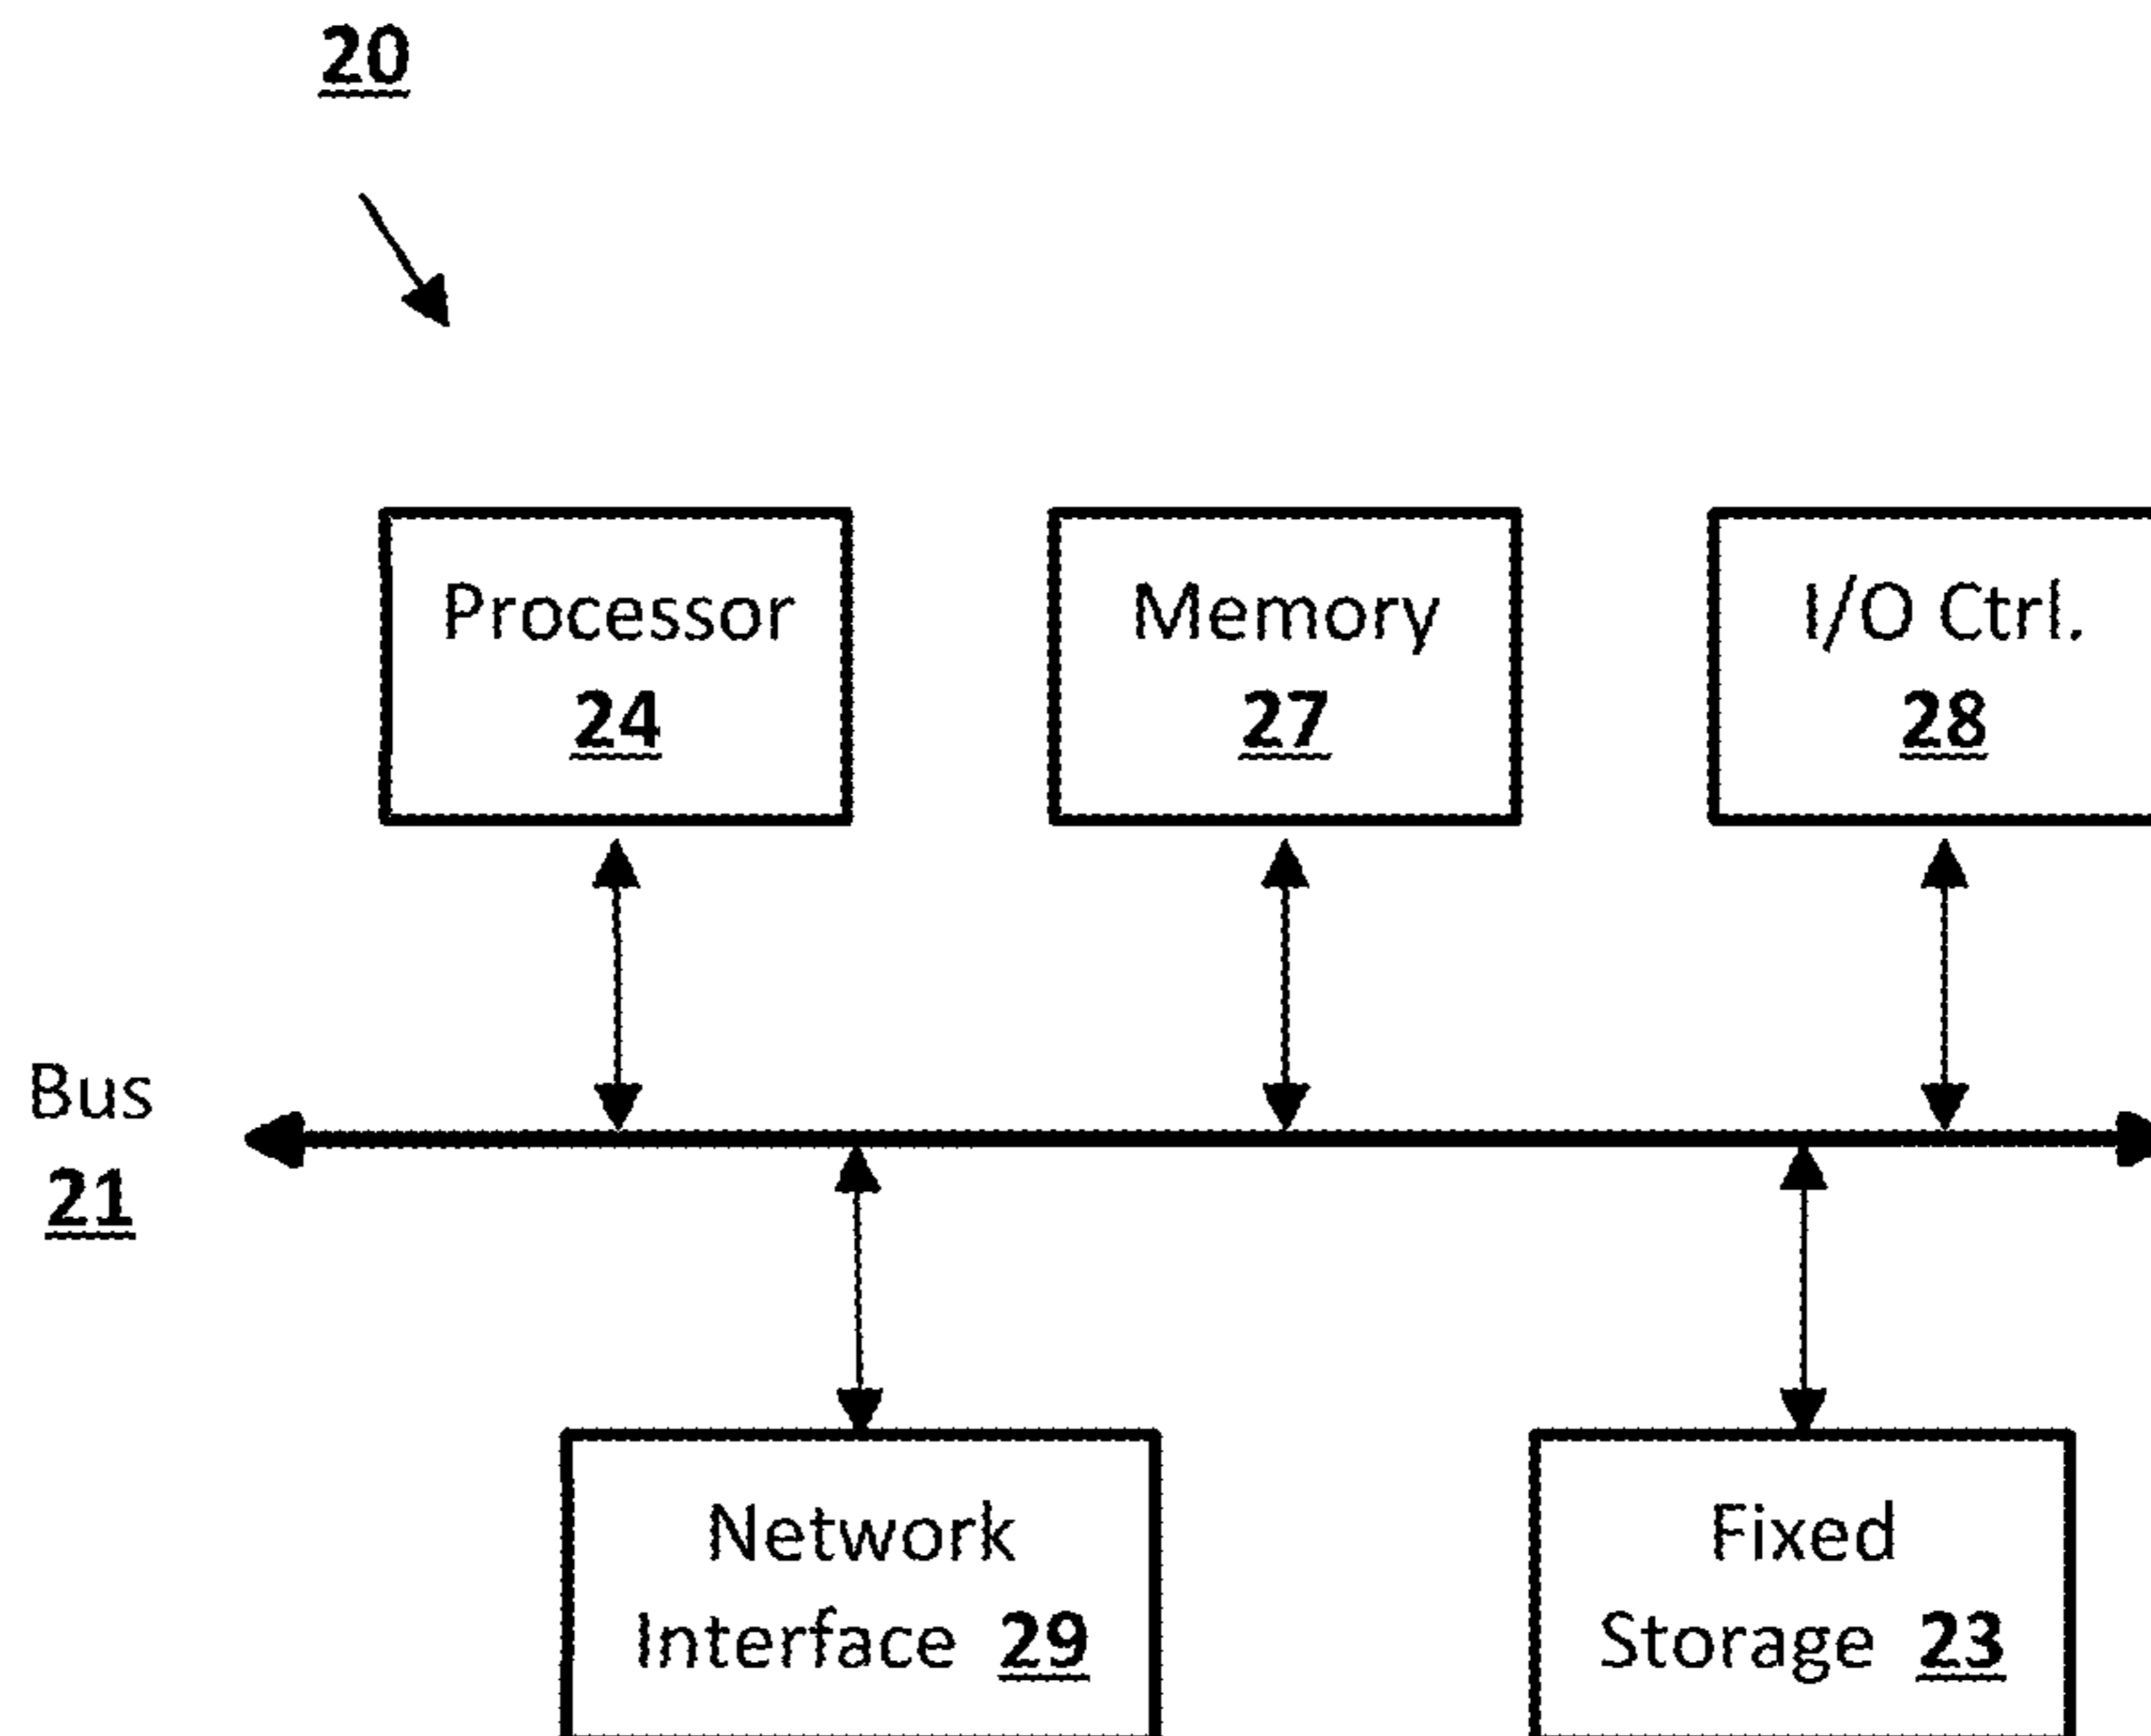 20
Processor
24
Memory
27
I/O Ctrl.
28
Bus
21
Network
Interface 29
Fixed
Storage 23